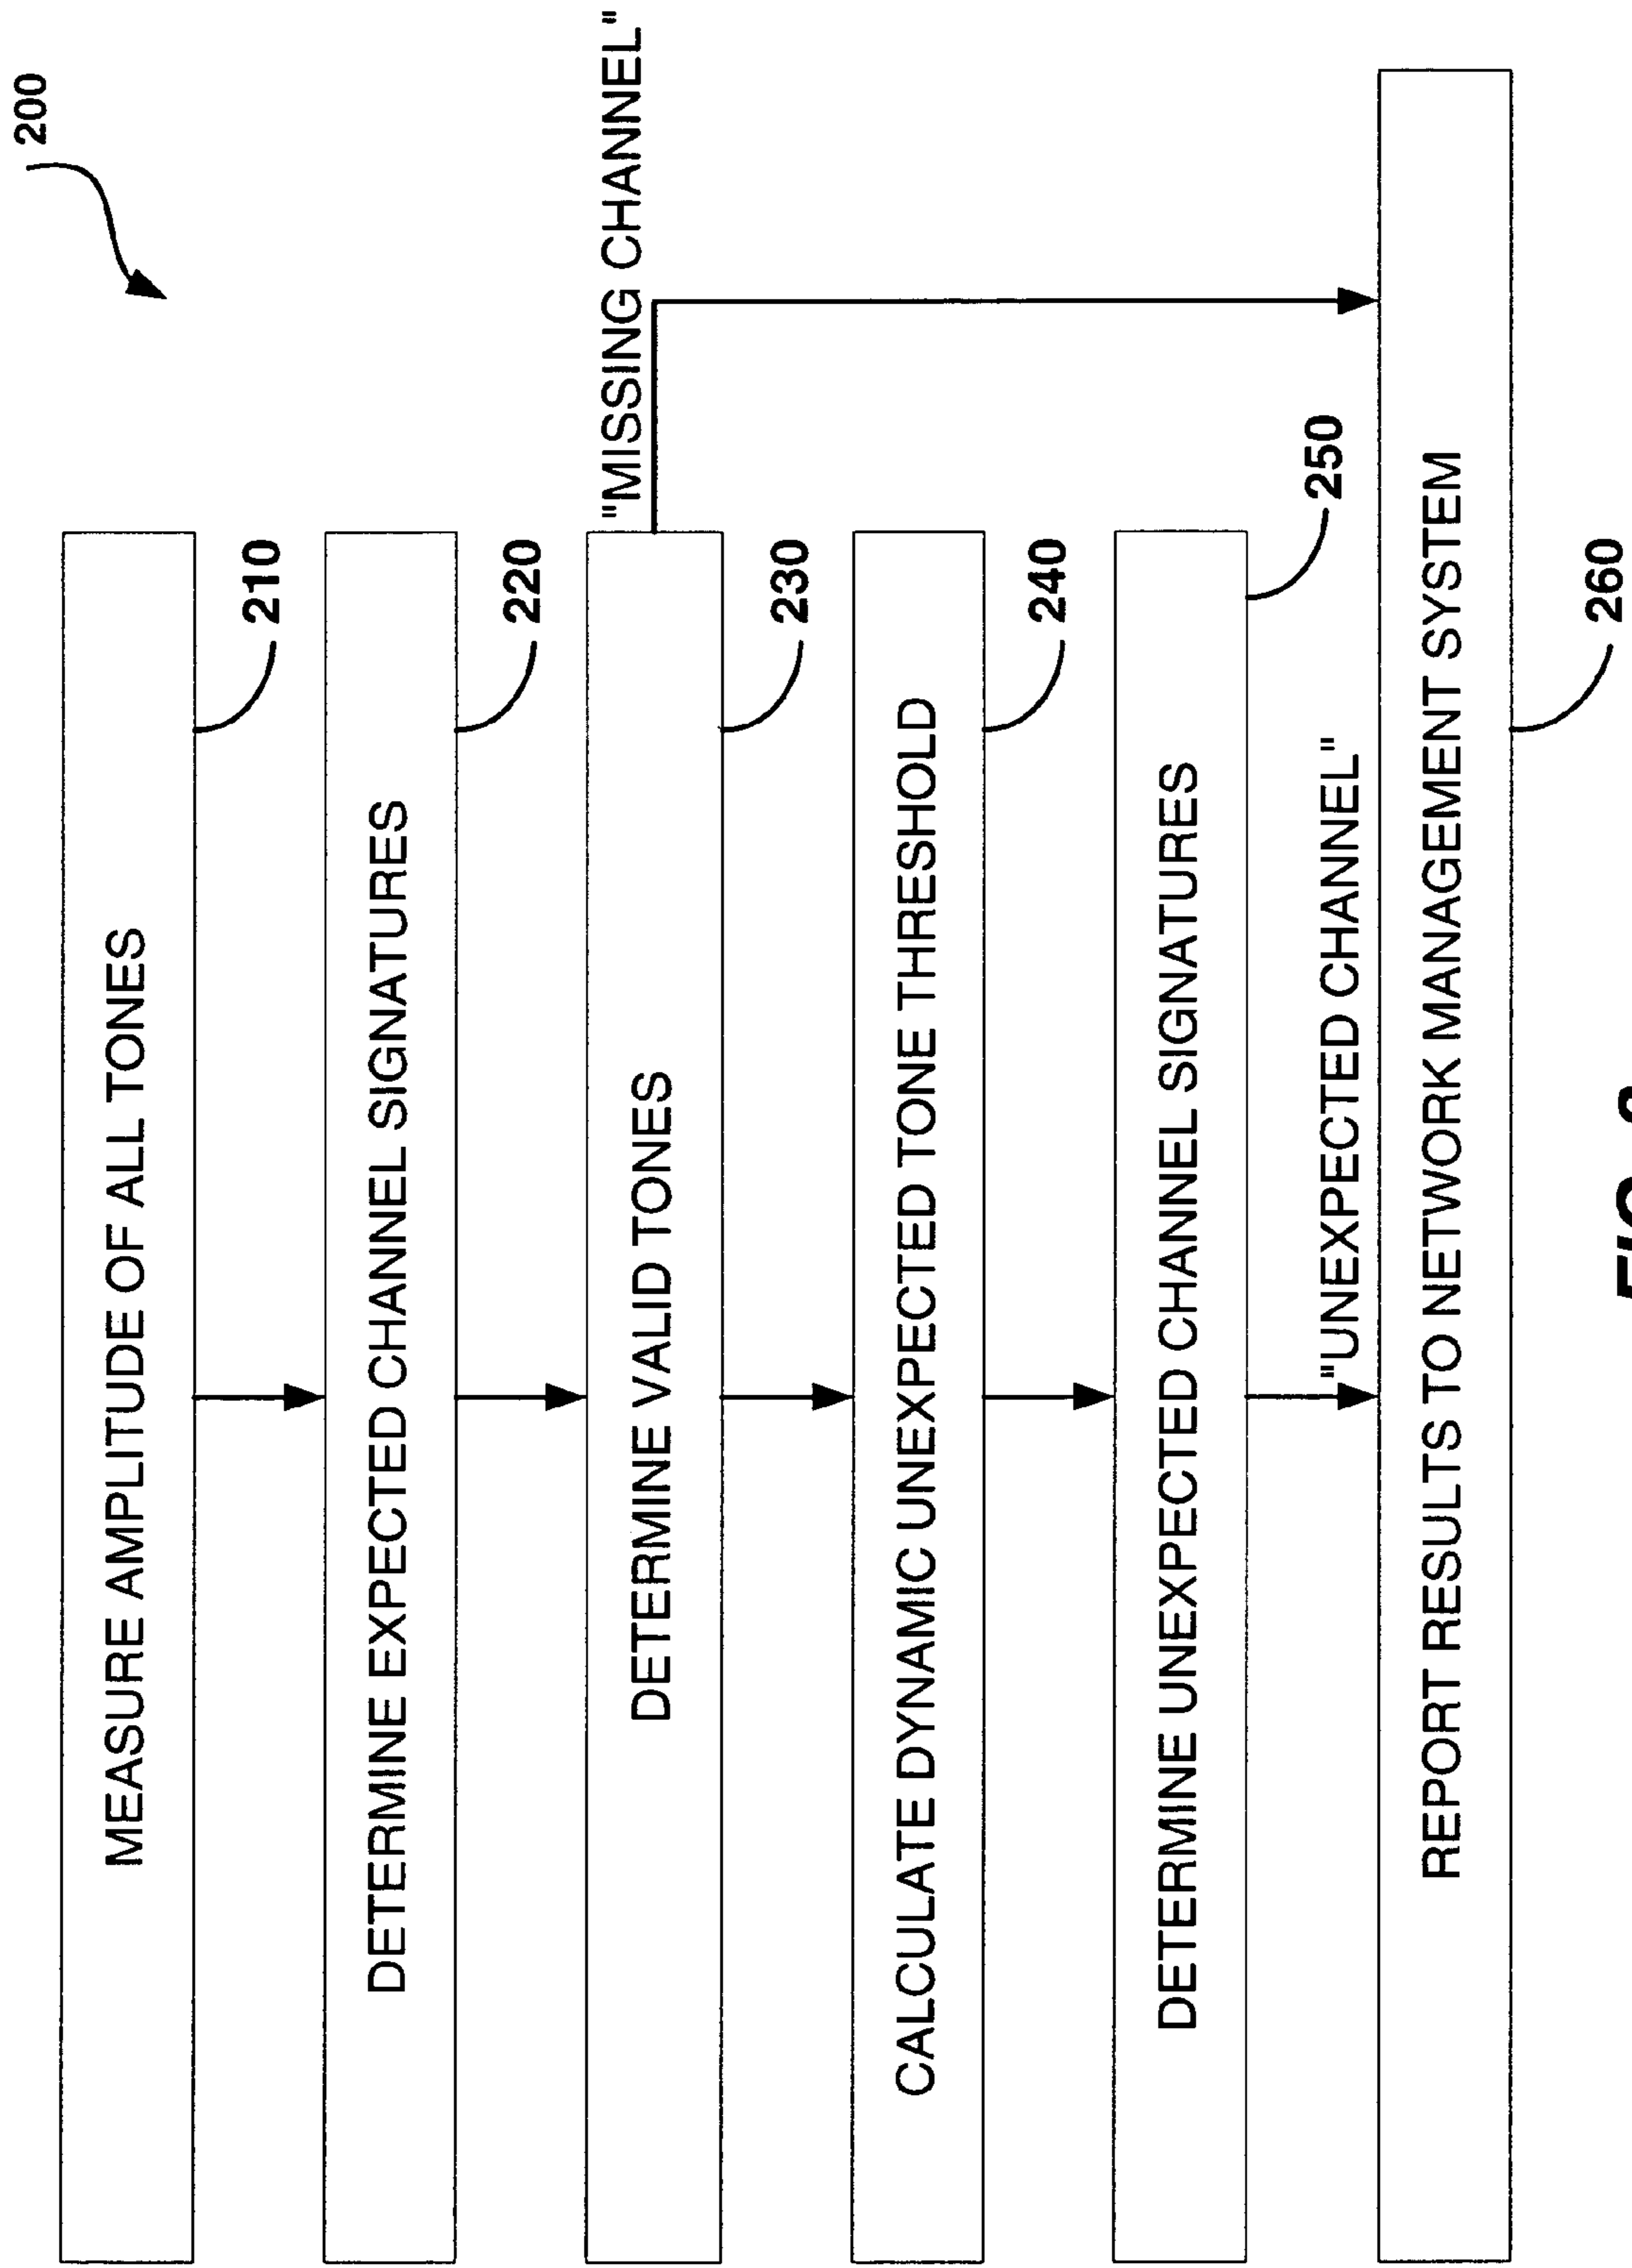 200
MEASURE AMPLITUDE OF ALL TONES
210
DETERMINE EXPECTED CHANNEL SIGNATURES
220
"MISSING CHANNEL"
DETERMINE VALID TONES
230
CALCULATE DYNAMIC UNEXPECTED TONE THRESHOLD
240
DETERMINE UNEXPECTED CHANNEL SIGNATURES
250
"UNEXPECTED CHANNEL"
REPORT RESULTS TO NETWORK MANAGEMENT SYSTEM
260
FIG.